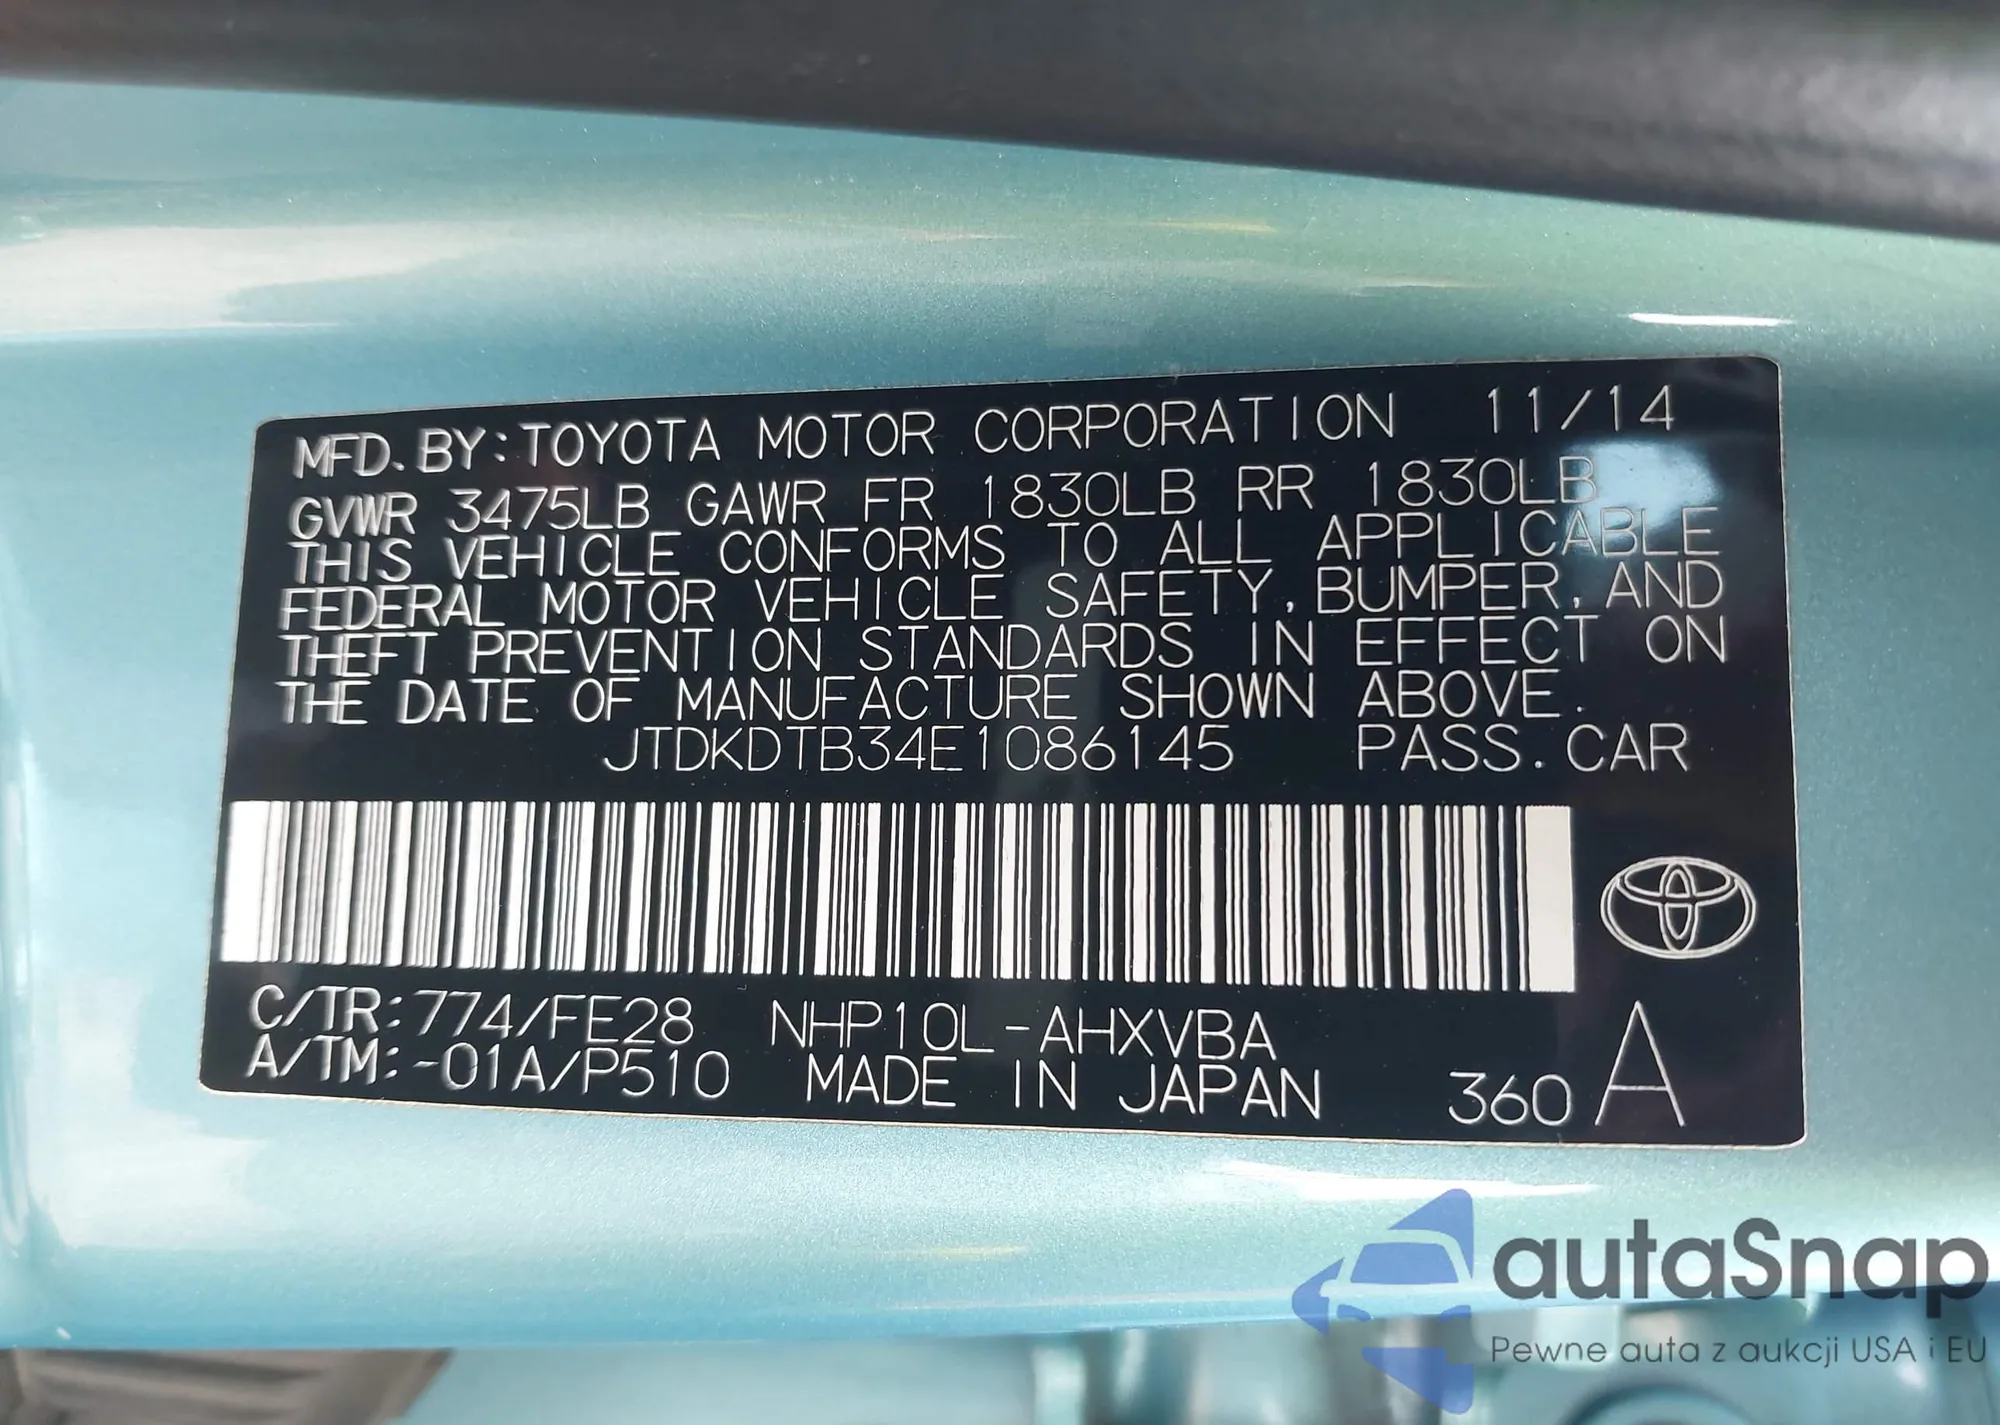 MFD. BY: TOYOTA MOTOR CORPORATION 11/14
GVWR 3475LB GAWR FR 1830LB RR 1830LB
THIS VEHICLE CONFORMS TO ALL APPLICABLE
FEDERAL MOTOR VEHICLE SAFETY, BUMPER, AND
THEFT PREVENTION STANDARDS IN EFFECT ON
THE DATE OF MANUFACTURE SHOWN ABOVE.
JTDKDTB34E1086145 PASS. CAR
C/TR: 774/FE28 NHP10L-AHXVBA
A/TM: -01A/P510 MADE IN JAPAN 360 A
autaSnap
Pewne auta z aukcji USA i EU